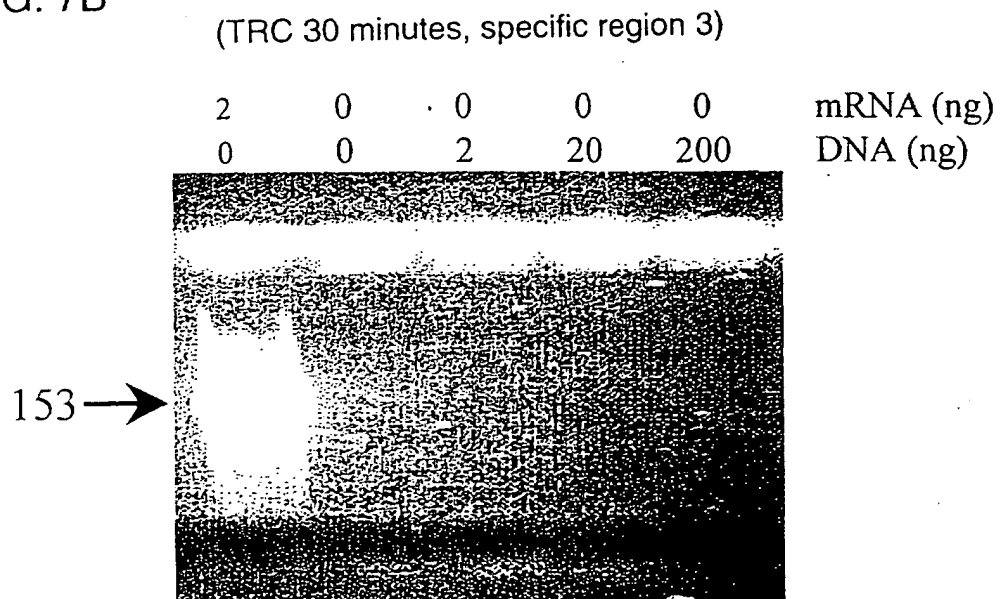 G. 7B
(TRC 30 minutes, specific region 3)
2 0 0 0 0 mRNA (ng)
0 0 2 20 200 DNA (ng)
153